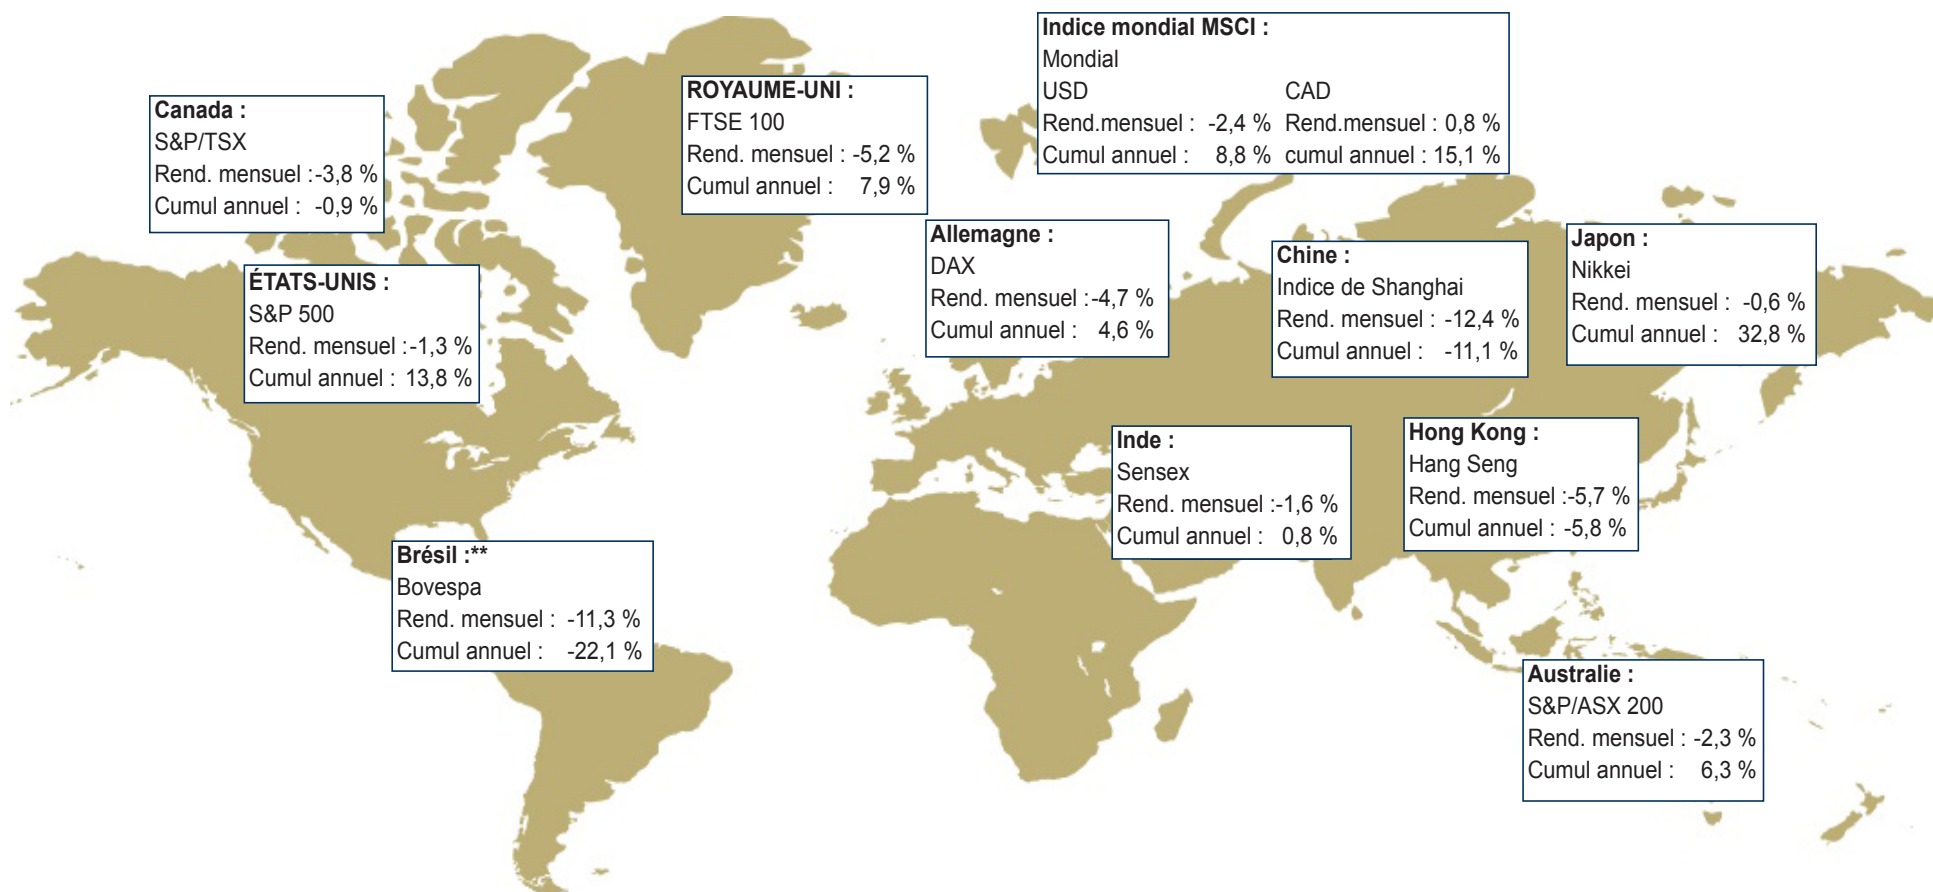 Canada :
S&P/TSX
Rend. mensuel :-3,8 %
Cumul annuel : -0,9 %
ÉTATS-UNIS :
S&P 500
Rend. mensuel :-1,3 %
Cumul annuel : 13,8 %
Brésil :**
Bovespa
Rend. mensuel : -11,3 %
Cumul annuel : -22,1 %
ROYAUME-UNI :
FTSE 100
Rend. mensuel : -5,2 %
Cumul annuel : 7,9 %
Indice mondial MSCI :
Mondial
USD CAD
Rend.mensuel : -2,4 % Rend.mensuel : 0,8 %
Cumul annuel : 8,8 % cumul annuel : 15,1 %
Allemagne :
DAX
Rend. mensuel :-4,7 %
Cumul annuel : 4,6 %
Chine :
Indice de Shanghai
Rend. mensuel : -12,4 %
Cumul annuel : -11,1 %
Japon :
Nikkei
Rend. mensuel : -0,6 %
Cumul annuel : 32,8 %
Inde :
Sensex
Rend. mensuel :-1,6 %
Cumul annuel : 0,8 %
Hong Kong :
Hang Seng
Rend. mensuel :-5,7 %
Cumul annuel : -5,8 %
Australie :
S&P/ASX 200
Rend. mensuel : -2,3 %
Cumul annuel : 6,3 %